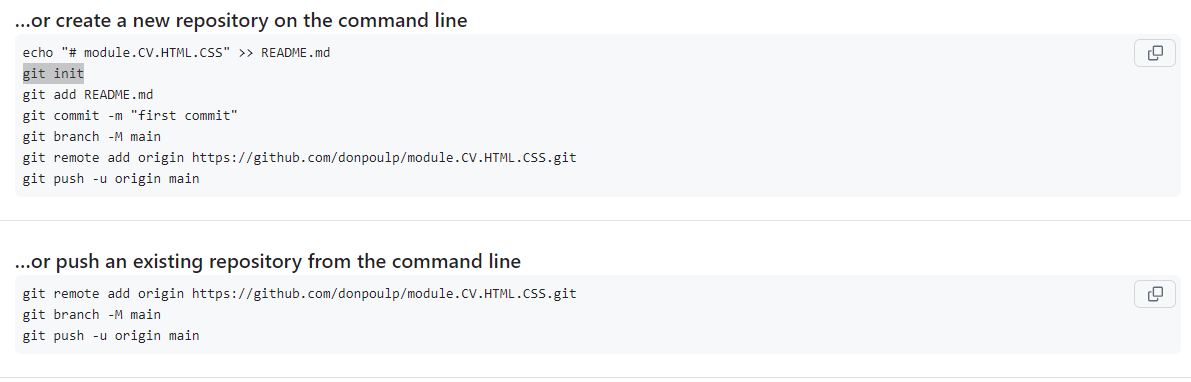 ...or create a new repository on the command line
echo "# module.CV.HTML.CSS" >> README.md
git init
git add README.md
git commit -m "first commit"
git branch -M main
git remote add origin https://github.com/donpoulp/module.CV.HTML.CSS.git
git push -u origin main
...or push an existing repository from the command line
git remote add origin https://github.com/donpoulp/module.CV.HTML.CSS.git
git branch -M main
git push -u origin main